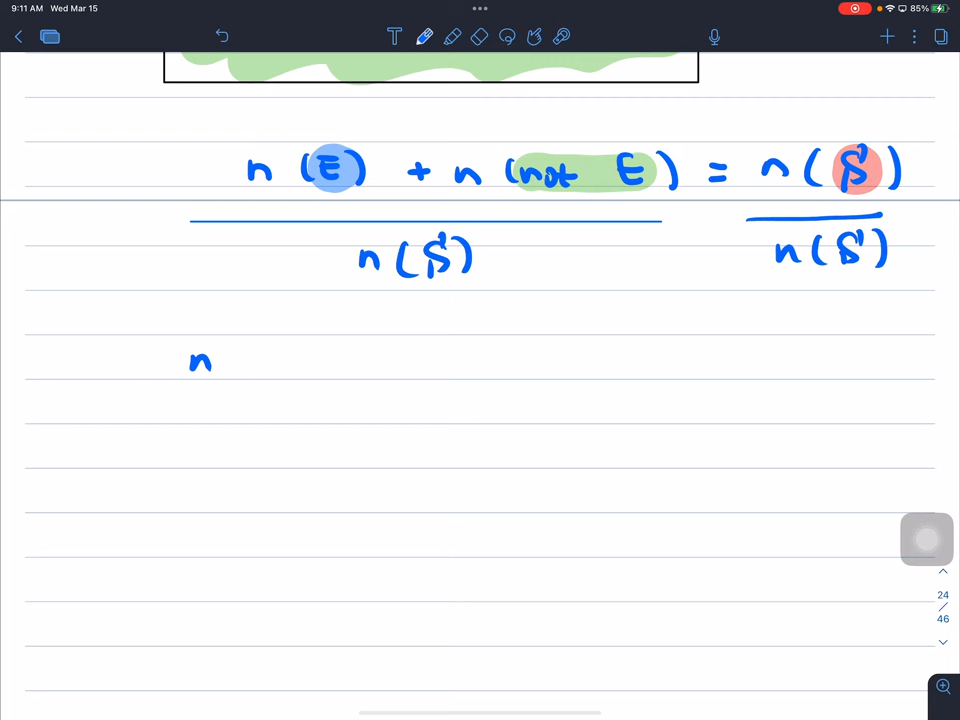 9:11 AM Wed Mar 15
85%
n (E) + n (not E) = n (S)
n (S) n (S)
n
24
/
46